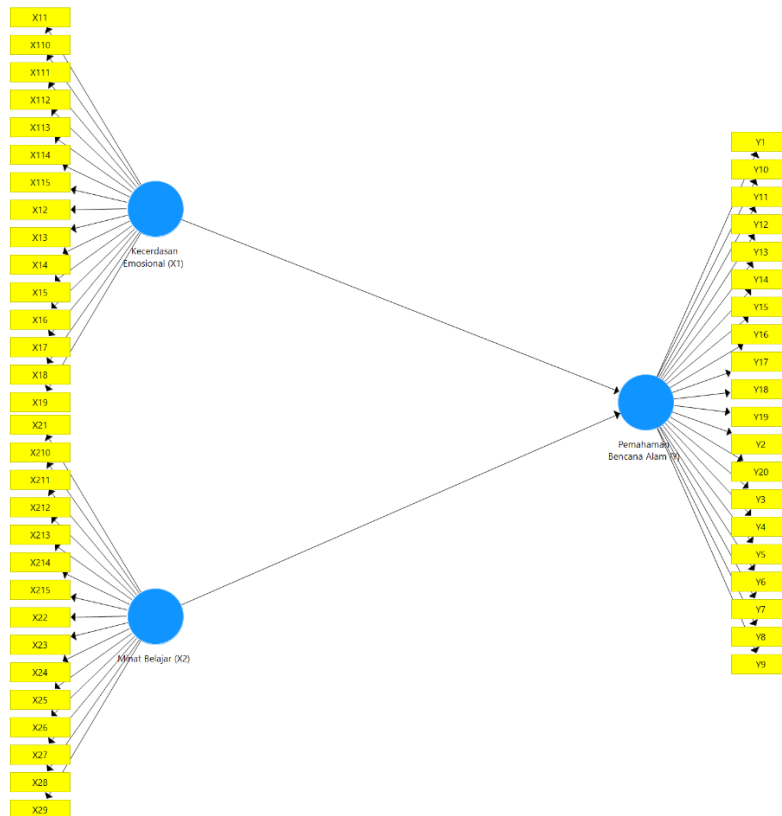 X11
X110
X111
X112
X113
X114
X115
X12
X13
X14
X15
X16
X17
X18
X19
Kecerdasan
Emosional (X1)
X21
X210
X211
X212
X213
X214
X215
X22
X23
X24
X25
X26
X27
X28
X29
Minat Belajar (X2)
Pemahaman
Bencana Alam (Y)
Y1
Y10
Y11
Y12
Y13
Y14
Y15
Y16
Y17
Y18
Y19
Y2
Y20
Y3
Y4
Y5
Y6
Y7
Y8
Y9